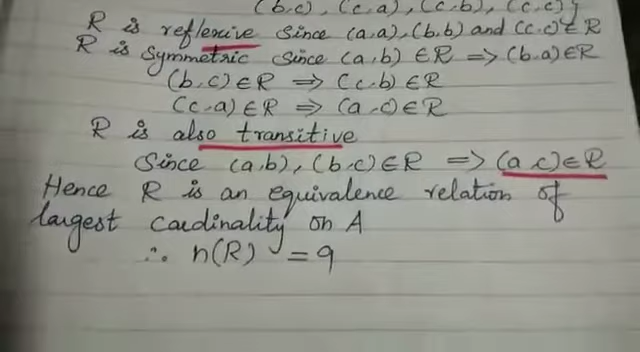 (b,c), (c,a), (c,b), (c,c)}
R is reflexive since (a,a), (b,b) and (c,c) ∈ R
R is symmetric since (a,b) ∈ R ⇒ (b,a) ∈ R
(b,c) ∈ R ⇒ (c,b) ∈ R
(c,a) ∈ R ⇒ (a,c) ∈ R
R is also transitive
Since (a,b), (b,c) ∈ R ⇒ (a,c) ∈ R
Hence R is an equivalence relation of
largest cardinality on A
∴ n(R) = 9